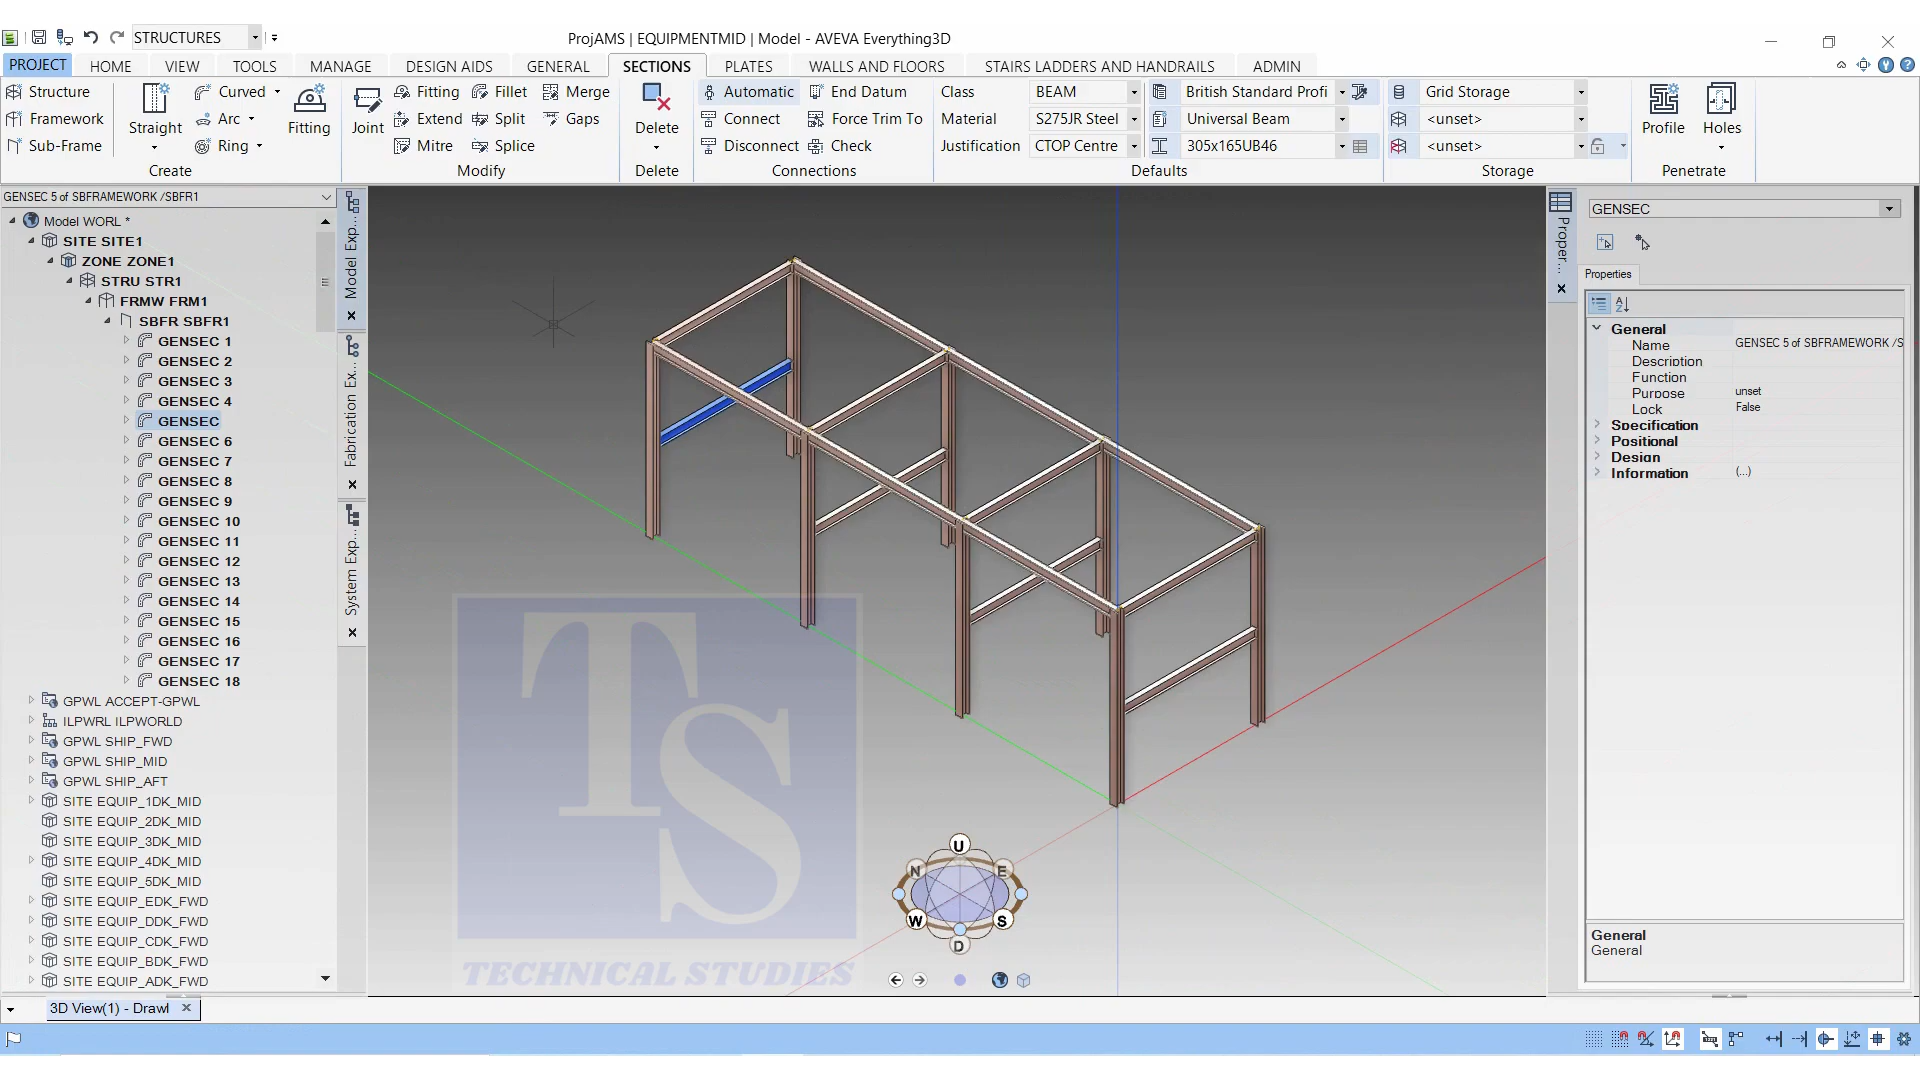 STRUCTURES
ProjAMS | EQUIPMENTMID | Model - AVEVA Everything3D
PROJECT HOME VIEW TOOLS MANAGE DESIGN AIDS GENERAL SECTIONS PLATES WALLS AND FLOORS STAIRS LADDERS AND HANDRAILS ADMIN
Structure
Framework
Sub-Frame
Straight
Curved
Arc
Ring
Fitting
Create
Joint
Fitting Fillet Merge
Extend Split Gaps
Mitre Splice
Modify
Delete
Delete
Automatic End Datum
Connect Force Trim To
Disconnect Check
Connections
Class BEAM British Standard Profi
Material S275JR Steel Universal Beam
Justification CTOP Centre 305x165UB46
Defaults
Grid Storage
<unset>
<unset>
Storage
Profile Holes
Penetrate
GENSEC 5 of SBFRAMEWORK /SBFR1
Model WORL *
SITE SITE1
ZONE ZONE1
STRU STR1
FRMW FRM1
SBFR SBFR1
GENSEC 1
GENSEC 2
GENSEC 3
GENSEC 4
GENSEC
GENSEC 6
GENSEC 7
GENSEC 8
GENSEC 9
GENSEC 10
GENSEC 11
GENSEC 12
GENSEC 13
GENSEC 14
GENSEC 15
GENSEC 16
GENSEC 17
GENSEC 18
GPWL ACCEPT-GPWL
ILPWRL ILPWORLD
GPWL SHIP_FWD
GPWL SHIP_MID
GPWL SHIP_AFT
SITE EQUIP_1DK_MID
SITE EQUIP_2DK_MID
SITE EQUIP_3DK_MID
SITE EQUIP_4DK_MID
SITE EQUIP_5DK_MID
SITE EQUIP_EDK_FWD
SITE EQUIP_DDK_FWD
SITE EQUIP_CDK_FWD
SITE EQUIP_BDK_FWD
SITE EQUIP_ADK_FWD
Model Exp...
Fabrication Ex...
System Exp...
TS
TECHNICAL STUDIES
U
N E
W S
D
Proper...
GENSEC
Properties
General
Name GENSEC 5 of SBFRAMEWORK /S
Description
Function
Purpose unset
Lock False
Specification
Positional
Design
Information (...)
General
General
3D View(1) - Drawl